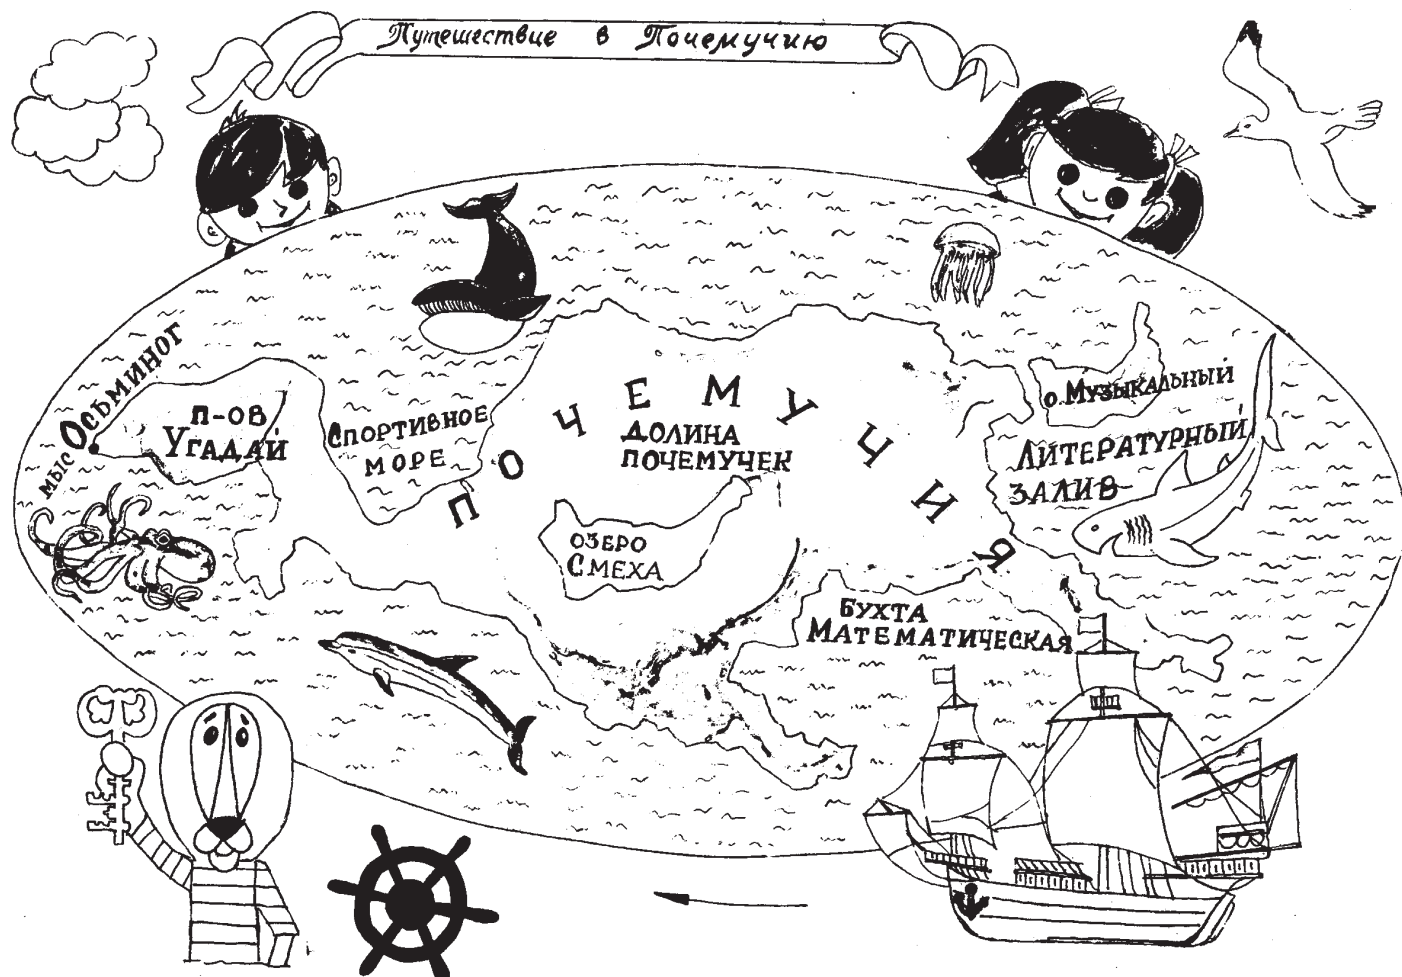 Путешествие в Почемучию
мыс Осьминог
п-ов
Угадай
Спортивное
море
ПОЧЕМУЧИЯ
Долина
почемучек
озеро
Смеха
о. Музыкальный
Литературный
залив
Бухта
Математическая